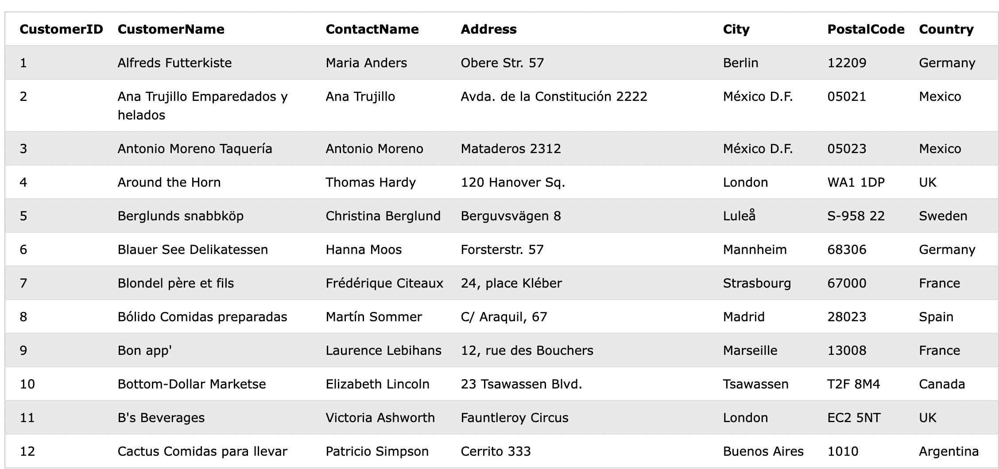 CustomerID CustomerName ContactName Address City PostalCode Country
1 Alfreds Futterkiste Maria Anders Obere Str. 57 Berlin 12209 Germany
2 Ana Trujillo Emparedados y Ana Trujillo Avda. de la Constitución 2222 México D.F. 05021 Mexico
helados
3 Antonio Moreno Taquería Antonio Moreno Mataderos 2312 México D.F. 05023 Mexico
4 Around the Horn Thomas Hardy 120 Hanover Sq. London WA1 1DP UK
5 Berglunds snabbköp Christina Berglund Berguvsvägen 8 Luleå S-958 22 Sweden
6 Blauer See Delikatessen Hanna Moos Forsterstr. 57 Mannheim 68306 Germany
7 Blondel père et fils Frédérique Citeaux 24, place Kléber Strasbourg 67000 France
8 Bólido Comidas preparadas Martín Sommer C/ Araquil, 67 Madrid 28023 Spain
9 Bon app' Laurence Lebihans 12, rue des Bouchers Marseille 13008 France
10 Bottom-Dollar Marketse Elizabeth Lincoln 23 Tsawassen Blvd. Tsawassen T2F 8M4 Canada
11 B's Beverages Victoria Ashworth Fauntleroy Circus London EC2 5NT UK
12 Cactus Comidas para llevar Patricio Simpson Cerrito 333 Buenos Aires 1010 Argentina